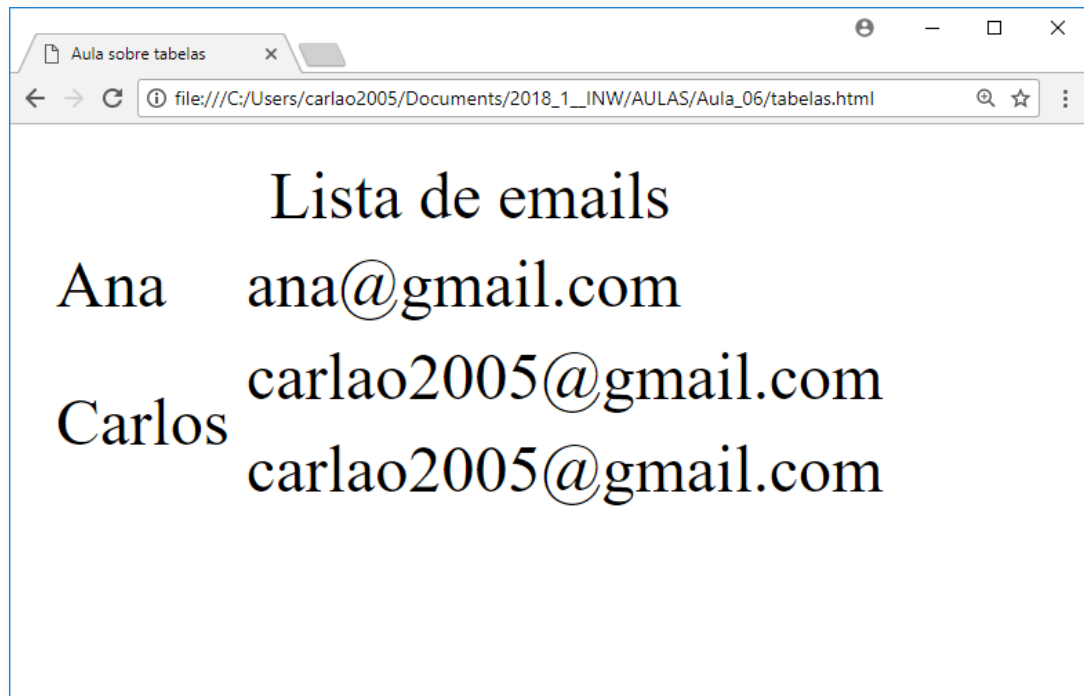 Aula sobre tabelas
file:///C:/Users/carlao2005/Documents/2018_1__INW/AULAS/Aula_06/tabelas.html
Lista de emails
Ana ana@gmail.com
carlao2005@gmail.com
Carlos
carlao2005@gmail.com